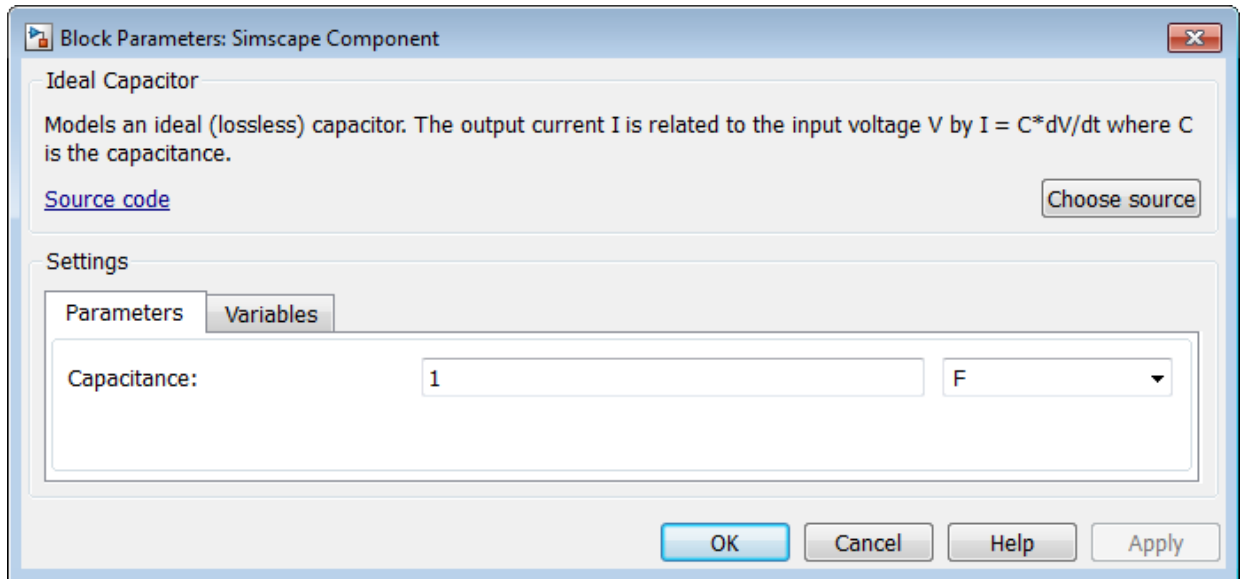 Block Parameters: Simscape Component
Ideal Capacitor
Models an ideal (lossless) capacitor. The output current I is related to the input voltage V by I = C*dV/dt where C
is the capacitance.
Source code
Choose source
Settings
Parameters
Variables
Capacitance:
1
F
OK
Cancel
Help
Apply